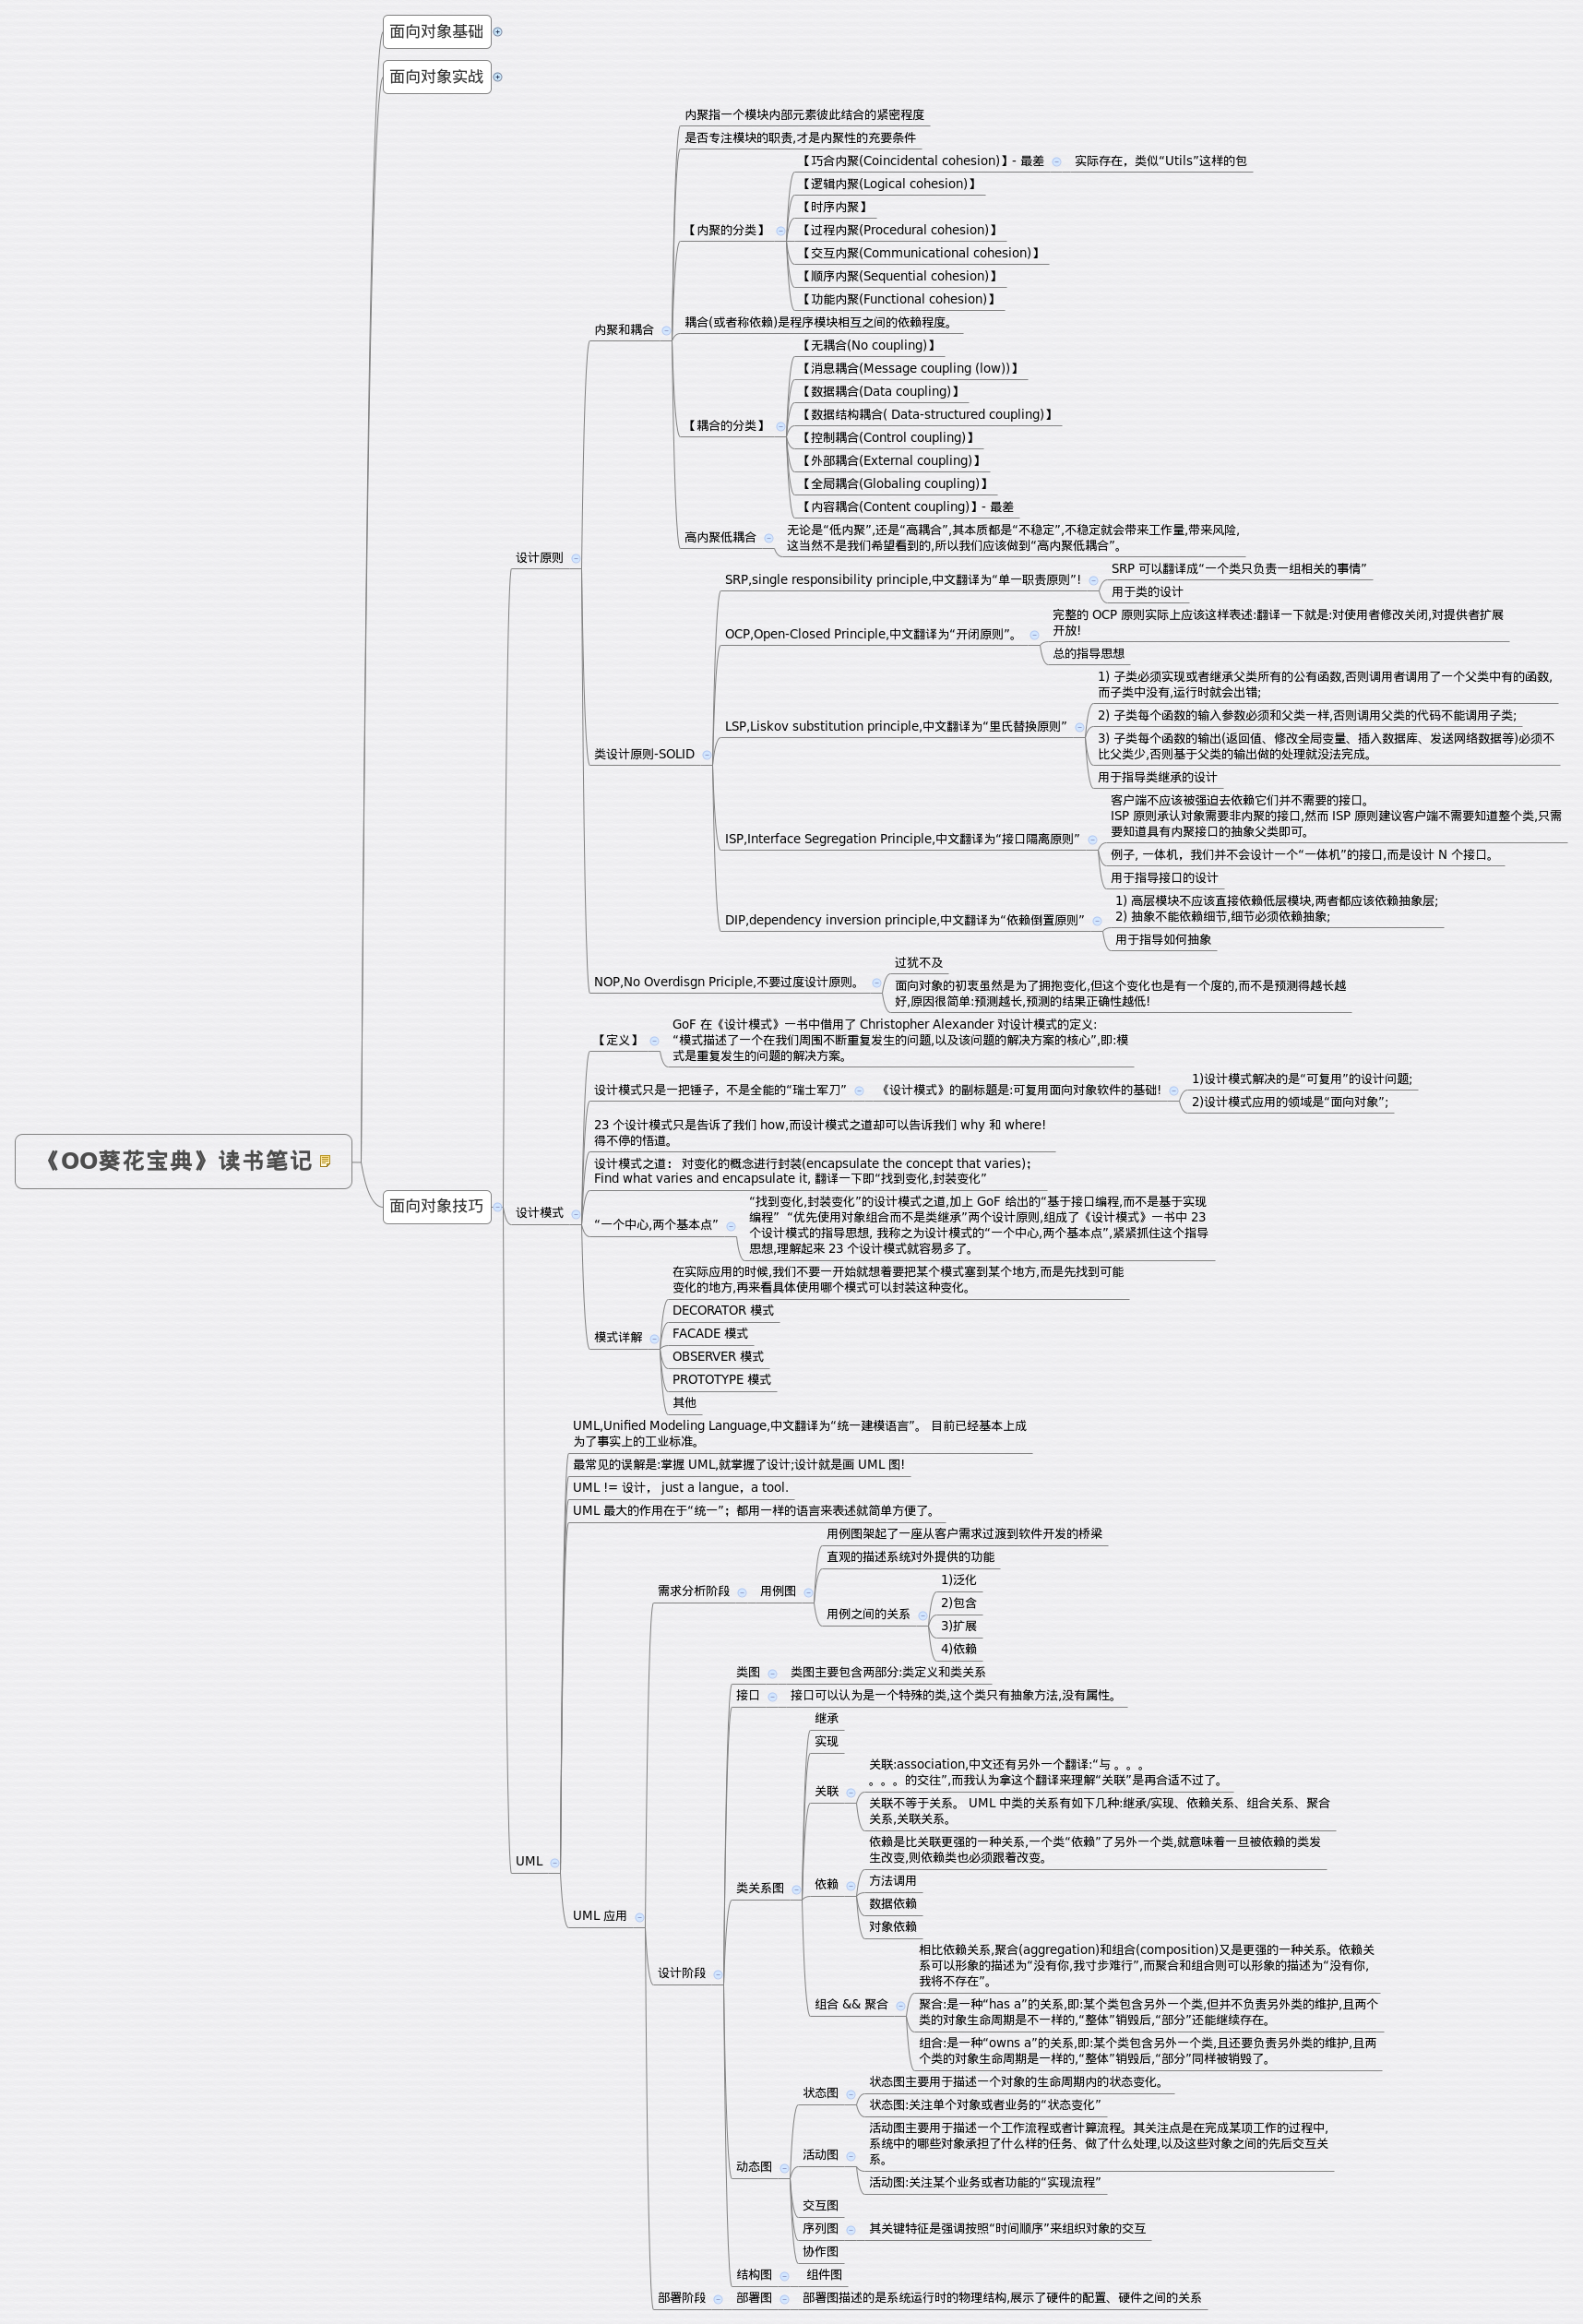 面向对象基础
面向对象实战
内聚指一个模块内部元素彼此结合的紧密程度
是否专注模块的职责,才是内聚性的充要条件
【巧合内聚(Coincidental cohesion)】- 最差
实际存在，类似“Utils”这样的包
【逻辑内聚(Logical cohesion)】
【时序内聚】
【内聚的分类】
【过程内聚(Procedural cohesion)】
【交互内聚(Communicational cohesion)】
【顺序内聚(Sequential cohesion)】
【功能内聚(Functional cohesion)】
内聚和耦合
耦合(或者称依赖)是程序模块相互之间的依赖程度。
【无耦合(No coupling)】
【消息耦合(Message coupling (low))】
【数据耦合(Data coupling)】
【数据结构耦合( Data-structured coupling)】
【耦合的分类】
【控制耦合(Control coupling)】
【外部耦合(External coupling)】
【全局耦合(Globaling coupling)】
【内容耦合(Content coupling)】- 最差
高内聚低耦合
无论是“低内聚”,还是“高耦合”,其本质都是“不稳定”,不稳定就会带来工作量,带来风险,
这当然不是我们希望看到的,所以我们应该做到“高内聚低耦合”。
设计原则
SRP,single responsibility principle,中文翻译为“单一职责原则”!
SRP 可以翻译成“一个类只负责一组相关的事情”
用于类的设计
OCP,Open-Closed Principle,中文翻译为“开闭原则”。
完整的 OCP 原则实际上应该这样表述:翻译一下就是:对使用者修改关闭,对提供者扩展
开放!
总的指导思想
1) 子类必须实现或者继承父类所有的公有函数,否则调用者调用了一个父类中有的函数,
而子类中没有,运行时就会出错;
LSP,Liskov substitution principle,中文翻译为“里氏替换原则”
2) 子类每个函数的输入参数必须和父类一样,否则调用父类的代码不能调用子类;
3) 子类每个函数的输出(返回值、修改全局变量、插入数据库、发送网络数据等)必须不
比父类少,否则基于父类的输出做的处理就没法完成。
用于指导类继承的设计
类设计原则-SOLID
ISP,Interface Segregation Principle,中文翻译为“接口隔离原则”
客户端不应该被强迫去依赖它们并不需要的接口。
ISP 原则承认对象需要非内聚的接口,然而 ISP 原则建议客户端不需要知道整个类,只需
要知道具有内聚接口的抽象父类即可。
例子, 一体机，我们并不会设计一个“一体机”的接口,而是设计 N 个接口。
用于指导接口的设计
DIP,dependency inversion principle,中文翻译为“依赖倒置原则”
1) 高层模块不应该直接依赖低层模块,两者都应该依赖抽象层;
2) 抽象不能依赖细节,细节必须依赖抽象;
用于指导如何抽象
NOP,No Overdisgn Priciple,不要过度设计原则。
过犹不及
面向对象的初衷虽然是为了拥抱变化,但这个变化也是有一个度的,而不是预测得越长越
好,原因很简单:预测越长,预测的结果正确性越低!
【定义】
GoF 在《设计模式》一书中借用了 Christopher Alexander 对设计模式的定义:
“模式描述了一个在我们周围不断重复发生的问题,以及该问题的解决方案的核心”,即:模
式是重复发生的问题的解决方案。
设计模式只是一把锤子，不是全能的“瑞士军刀”
《设计模式》的副标题是:可复用面向对象软件的基础!
1)设计模式解决的是“可复用”的设计问题;
2)设计模式应用的领域是“面向对象”;
23 个设计模式只是告诉了我们 how,而设计模式之道却可以告诉我们 why 和 where!
得不停的悟道。
设计模式之道： 对变化的概念进行封装(encapsulate the concept that varies)；
Find what varies and encapsulate it, 翻译一下即“找到变化,封装变化”
《OO葵花宝典》读书笔记
面向对象技巧
设计模式
“一个中心,两个基本点”
“找到变化,封装变化”的设计模式之道,加上 GoF 给出的“基于接口编程,而不是基于实现
编程” “优先使用对象组合而不是类继承”两个设计原则,组成了《设计模式》一书中 23
个设计模式的指导思想, 我称之为设计模式的“一个中心,两个基本点”,紧紧抓住这个指导
思想,理解起来 23 个设计模式就容易多了。
在实际应用的时候,我们不要一开始就想着要把某个模式塞到某个地方,而是先找到可能
变化的地方,再来看具体使用哪个模式可以封装这种变化。
DECORATOR 模式
模式详解
FACADE 模式
OBSERVER 模式
PROTOTYPE 模式
其他
UML,Unified Modeling Language,中文翻译为“统一建模语言”。 目前已经基本上成
为了事实上的工业标准。
最常见的误解是:掌握 UML,就掌握了设计;设计就是画 UML 图!
UML != 设计， just a langue，a tool.
UML 最大的作用在于“统一”；都用一样的语言来表述就简单方便了。
需求分析阶段
用例图
用例图架起了一座从客户需求过渡到软件开发的桥梁
直观的描述系统对外提供的功能
用例之间的关系
1)泛化
2)包含
3)扩展
4)依赖
类图
类图主要包含两部分:类定义和类关系
接口
接口可以认为是一个特殊的类,这个类只有抽象方法,没有属性。
继承
实现
关联
关联:association,中文还有另外一个翻译:“与 。。。
。。。的交往”,而我认为拿这个翻译来理解“关联”是再合适不过了。
关联不等于关系。 UML 中类的关系有如下几种:继承/实现、依赖关系、组合关系、聚合
关系,关联关系。
UML
依赖是比关联更强的一种关系,一个类“依赖”了另外一个类,就意味着一旦被依赖的类发
生改变,则依赖类也必须跟着改变。
类关系图
依赖
方法调用
数据依赖
对象依赖
UML 应用
设计阶段
组合 && 聚合
相比依赖关系,聚合(aggregation)和组合(composition)又是更强的一种关系。依赖关
系可以形象的描述为“没有你,我寸步难行”,而聚合和组合则可以形象的描述为“没有你,
我将不存在”。
聚合:是一种“has a”的关系,即:某个类包含另外一个类,但并不负责另外类的维护,且两个
类的对象生命周期是不一样的,“整体”销毁后,“部分”还能继续存在。
组合:是一种“owns a”的关系,即:某个类包含另外一个类,且还要负责另外类的维护,且两
个类的对象生命周期是一样的,“整体”销毁后,“部分”同样被销毁了。
状态图
状态图主要用于描述一个对象的生命周期内的状态变化。
状态图:关注单个对象或者业务的“状态变化”
动态图
活动图
活动图主要用于描述一个工作流程或者计算流程。其关注点是在完成某项工作的过程中,
系统中的哪些对象承担了什么样的任务、做了什么处理,以及这些对象之间的先后交互关
系。
活动图:关注某个业务或者功能的“实现流程”
交互图
序列图
其关键特征是强调按照“时间顺序”来组织对象的交互
协作图
结构图
组件图
部署阶段
部署图
部署图描述的是系统运行时的物理结构,展示了硬件的配置、硬件之间的关系